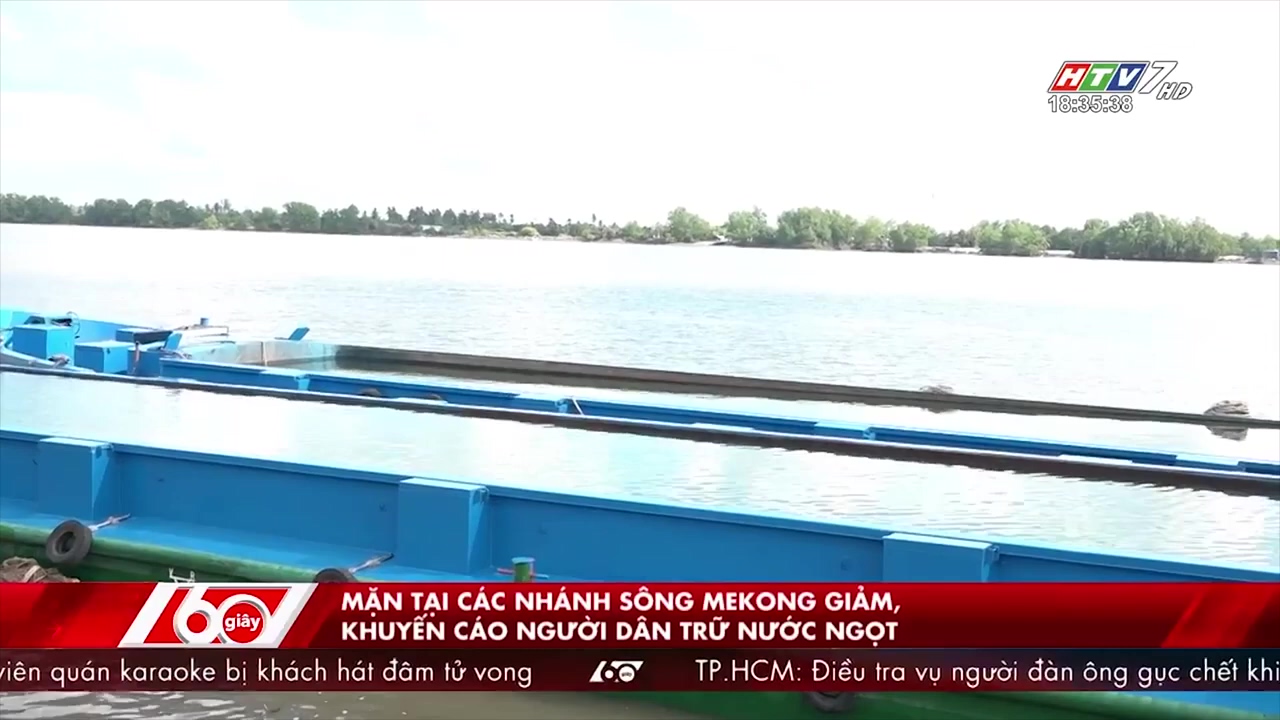 HTV7 HD
18:35:38
60 giây
MẶN TẠI CÁC NHÁNH SÔNG MEKONG GIẢM,
KHUYẾN CÁO NGƯỜI DÂN TRỮ NƯỚC NGỌT
viên quán karaoke bị khách hát đâm tử vong 60 TP.HCM: Điều tra vụ người đàn ông gục chết khi